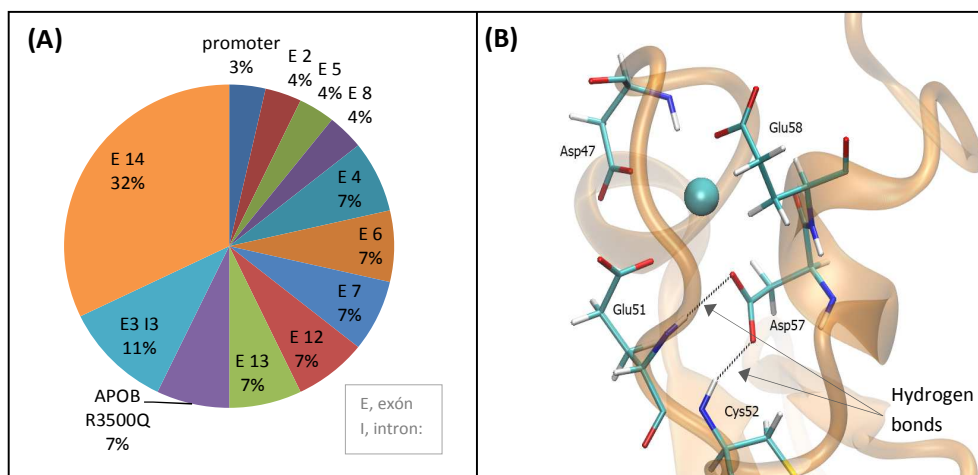 (A)
promoter
3%
E 2
4%
E 5
4%
E 8
4%
E 4
7%
E 6
7%
E 7
7%
E 12
7%
E 13
7%
APOB
R3500Q
7%
E3 I3
11%
E 14
32%
E, exón
I, intron:
(B)
Asp47
Glu58
Glu51
Asp57
Cys52
Hydrogen
bonds